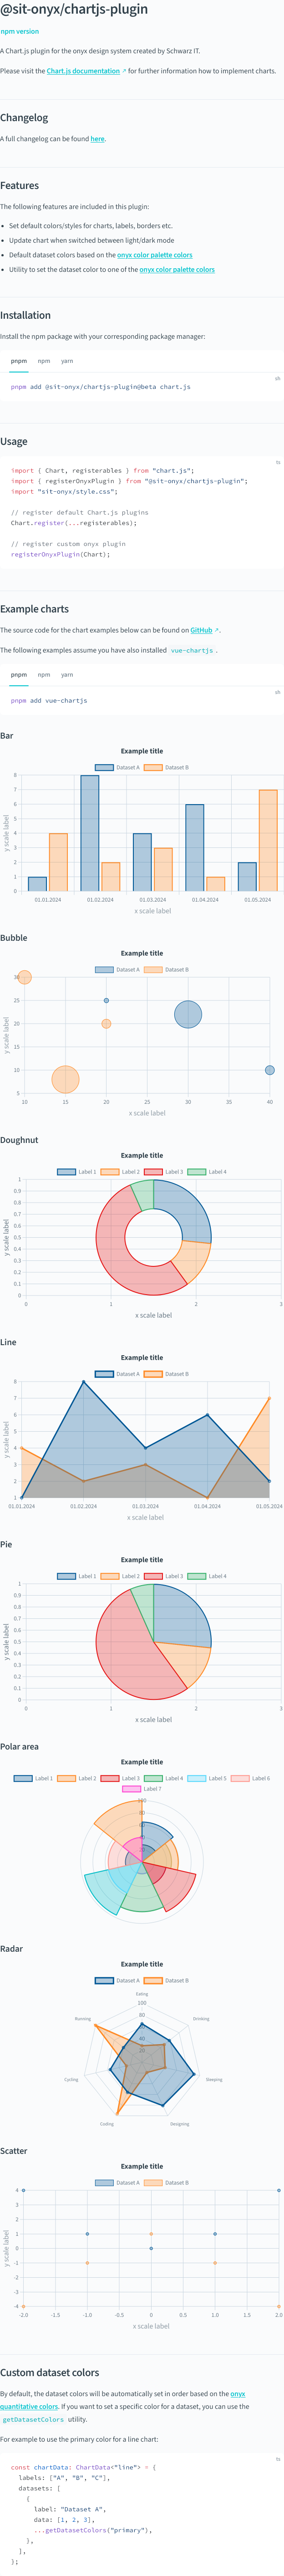 @sit-onyx/chartjs-plugin
npm version
A Chart.js plugin for the onyx design system created by Schwarz IT.
Please visit the Chart.js documentation ↗ for further information how to implement charts.
Changelog
A full changelog can be found here.
Features
The following features are included in this plugin:
• Set default colors/styles for charts, labels, borders etc.
• Update chart when switched between light/dark mode
• Default dataset colors based on the onyx color palette colors
• Utility to set the dataset color to one of the onyx color palette colors
Installation
Install the npm package with your corresponding package manager:
pnpm npm yarn
sh
pnpm add @sit-onyx/chartjs-plugin@beta chart.js
Usage
ts
import { Chart, registerables } from "chart.js";
import { registerOnyxPlugin } from "@sit-onyx/chartjs-plugin";
import "sit-onyx/style.css";
// register default Chart.js plugins
Chart.register(...registerables);
// register custom onyx plugin
registerOnyxPlugin(Chart);
Example charts
The source code for the chart examples below can be found on GitHub ↗.
The following examples assume you have also installed vue-chartjs.
pnpm npm yarn
sh
pnpm add vue-chartjs
Bar
Example title
Dataset A Dataset B
8
7
6
5
4
3
2
1
0
y scale label
01.01.2024 01.02.2024 01.03.2024 01.04.2024 01.05.2024
x scale label
Bubble
Example title
Dataset A Dataset B
30
25
20
15
10
5
y scale label
10 15 20 25 30 35 40
x scale label
Doughnut
Example title
Label 1 Label 2 Label 3 Label 4
1
0.9
0.8
0.7
0.6
0.5
0.4
0.3
0.2
0.1
0
y scale label
0 1 2 3
x scale label
Line
Example title
Dataset A Dataset B
8
7
6
5
4
3
2
1
y scale label
01.01.2024 01.02.2024 01.03.2024 01.04.2024 01.05.2024
x scale label
Pie
Example title
Label 1 Label 2 Label 3 Label 4
1
0.9
0.8
0.7
0.6
0.5
0.4
0.3
0.2
0.1
0
y scale label
0 1 2 3
x scale label
Polar area
Example title
Label 1 Label 2 Label 3 Label 4 Label 5 Label 6
Label 7
100
80
Radar
Example title
Dataset A Dataset B
Eating
100
80
40
20
Running Drinking
Cycling Sleeping
Coding Designing
Scatter
Example title
Dataset A Dataset B
4
3
2
1
0
-1
-2
-3
-4
y scale label
-2.0 -1.5 -1.0 -0.5 0 0.5 1.0 1.5 2.0
x scale label
Custom dataset colors
By default, the dataset colors will be automatically set in order based on the onyx
quantitative colors. If you want to set a specific color for a dataset, you can use the
getDatasetColors utility.
For example to use the primary color for a line chart:
ts
const chartData: ChartData<"line"> = {
labels: ["A", "B", "C"],
datasets: [
{
label: "Dataset A",
data: [1, 2, 3],
...getDatasetColors("primary"),
},
],
};